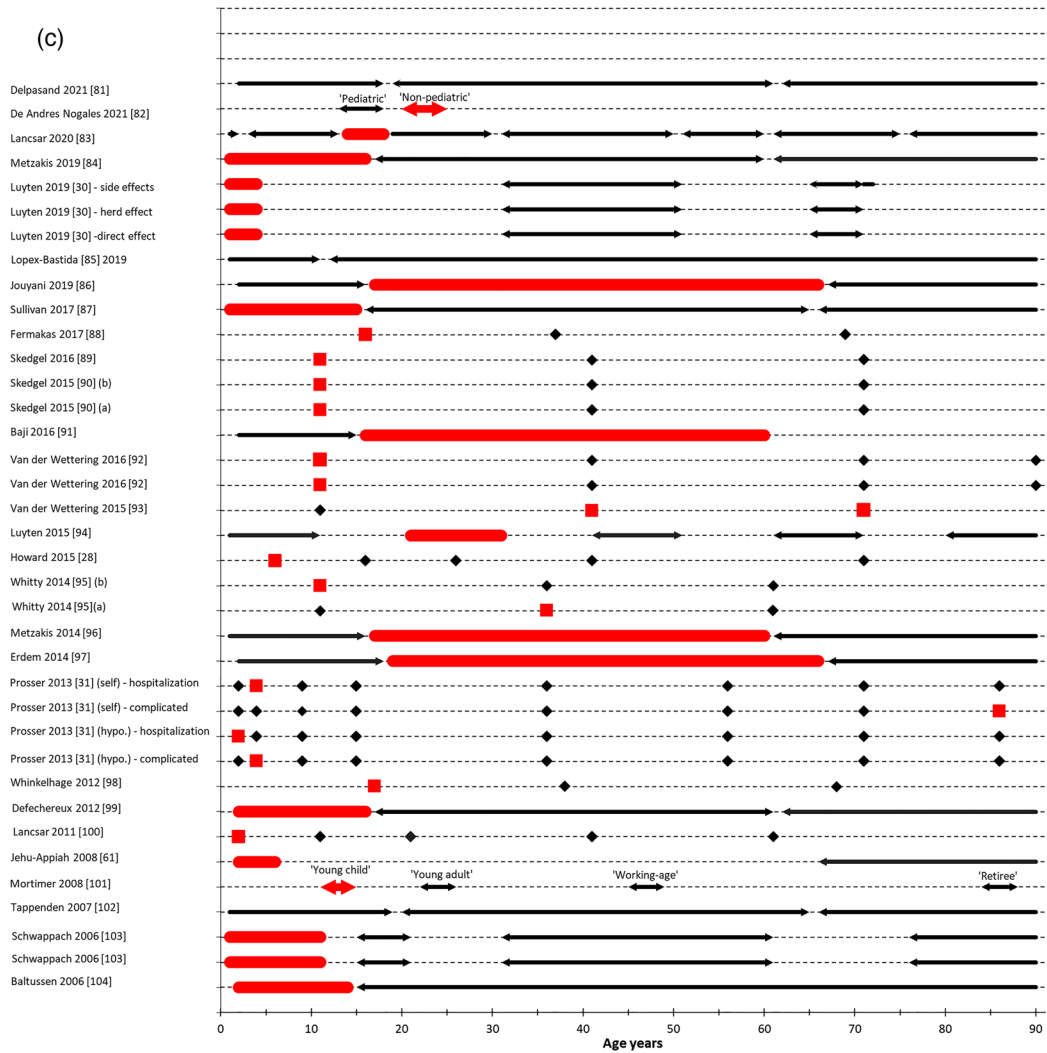 (c)
Delpasand 2021 [81]
'Pediatric' 'Non-pediatric'
De Andres Nogales 2021 [82]
Lancsar 2020 [83]
Metzakis 2019 [84]
Luyten 2019 [30] - side effects
Luyten 2019 [30] - herd effect
Luyten 2019 [30] -direct effect
Lopex-Bastida [85] 2019
Jouyani 2019 [86]
Sullivan 2017 [87]
Fermakas 2017 [88]
Skedgel 2016 [89]
Skedgel 2015 [90] (b)
Skedgel 2015 [90] (a)
Baji 2016 [91]
Van der Wettering 2016 [92]
Van der Wettering 2016 [92]
Van der Wettering 2015 [93]
Luyten 2015 [94]
Howard 2015 [28]
Whitty 2014 [95] (b)
Whitty 2014 [95](a)
Metzakis 2014 [96]
Erdem 2014 [97]
Prosser 2013 [31] (self) - hospitalization
Prosser 2013 [31] (self) - complicated
Prosser 2013 [31] (hypo.) - hospitalization
Prosser 2013 [31] (hypo.) - complicated
Whinkelhage 2012 [98]
Defechereux 2012 [99]
Lancsar 2011 [100]
Jehu-Appiah 2008 [61]
'Young child' 'Young adult' 'Working-age' 'Retiree'
Mortimer 2008 [101]
Tappenden 2007 [102]
Schwappach 2006 [103]
Schwappach 2006 [103]
Baltussen 2006 [104]
0 10 20 30 40 50 60 70 80 90
Age years